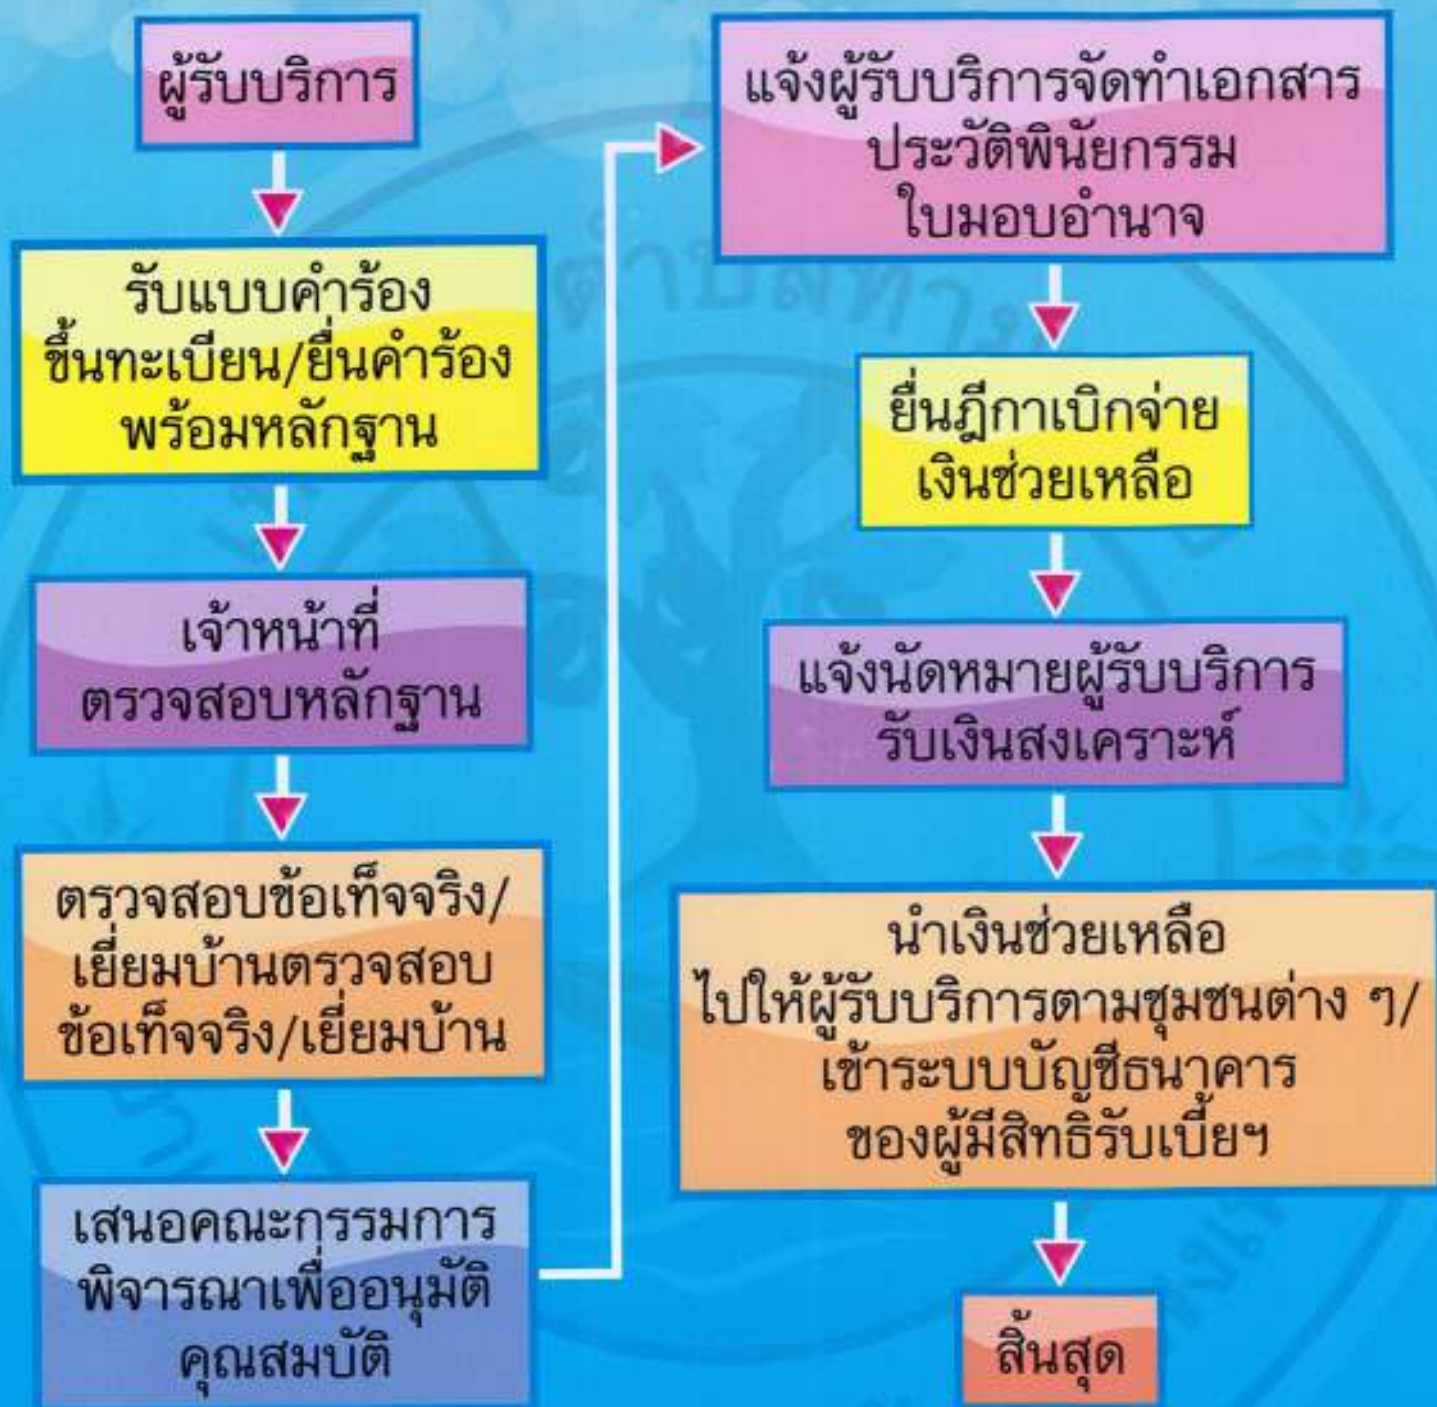 ผู้รับบริการ
รับแบบคำร้อง
ขึ้นทะเบียน/ยื่นคำร้อง
พร้อมหลักฐาน
เจ้าหน้าที่
ตรวจสอบหลักฐาน
ตรวจสอบข้อเท็จจริง/
เยี่ยมบ้านตรวจสอบ
ข้อเท็จจริง/เยี่ยมบ้าน
เสนอคณะกรรมการ
พิจารณาเพื่ออนุมัติ
คุณสมบัติ
แจ้งผู้รับบริการจัดทำเอกสาร
ประวัติพินัยกรรม
ใบมอบอำนาจ
ยื่นฎีกาเบิกจ่าย
เงินช่วยเหลือ
แจ้งนัดหมายผู้รับบริการ
รับเงินสงเคราะห์
นำเงินช่วยเหลือ
ไปให้ผู้รับบริการตามชุมชนต่าง ๆ/
เข้าระบบบัญชีธนาคาร
ของผู้มีสิทธิรับเบี้ยฯ
สิ้นสุด